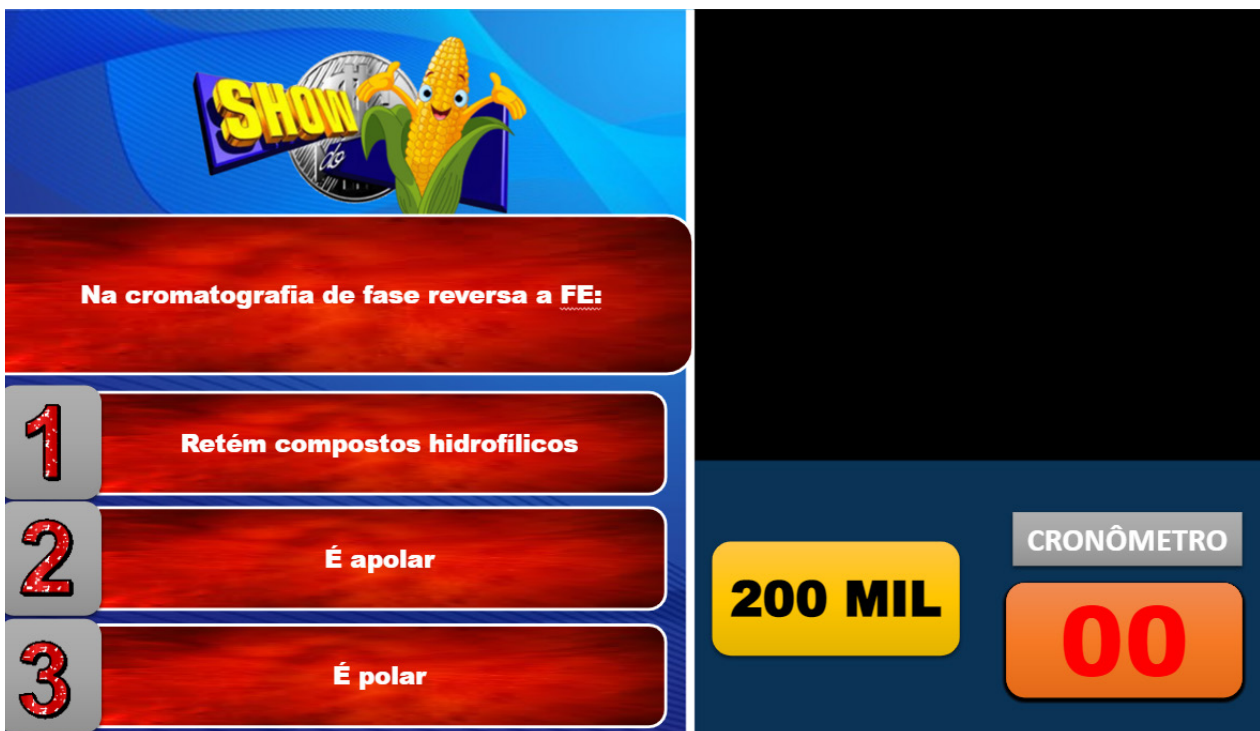 SHOW
do
Na cromatografia de fase reversa a FE:
1
Retém compostos hidrofílicos
2
É apolar
3
É polar
200 MIL
CRONÔMETRO
00